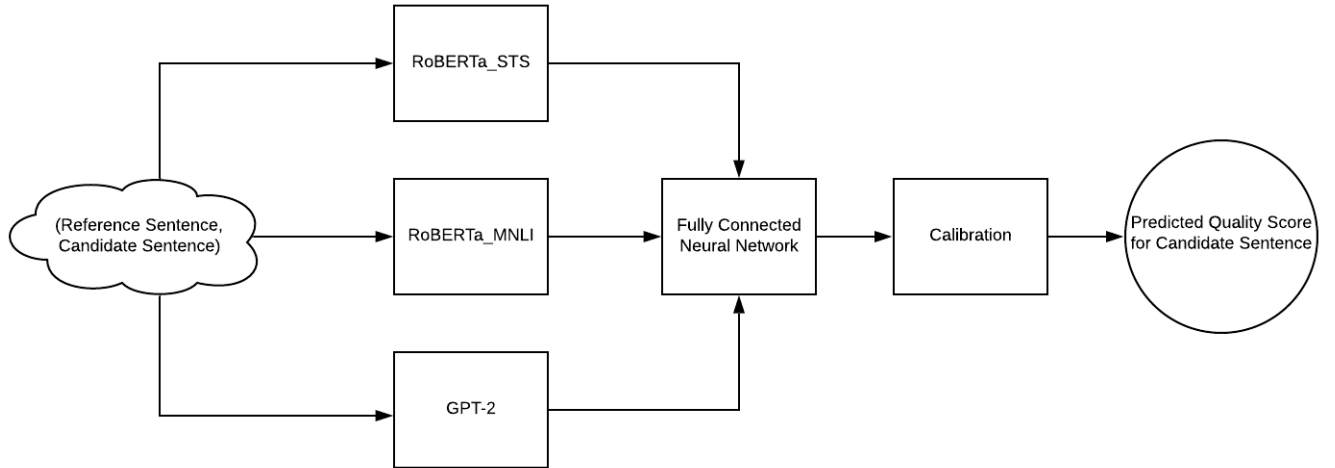 RoBERTa_STS
(Reference Sentence,
Candidate Sentence)
RoBERTa_MNLI
Fully Connected
Neural Network
Calibration
Predicted Quality Score
for Candidate Sentence
GPT-2